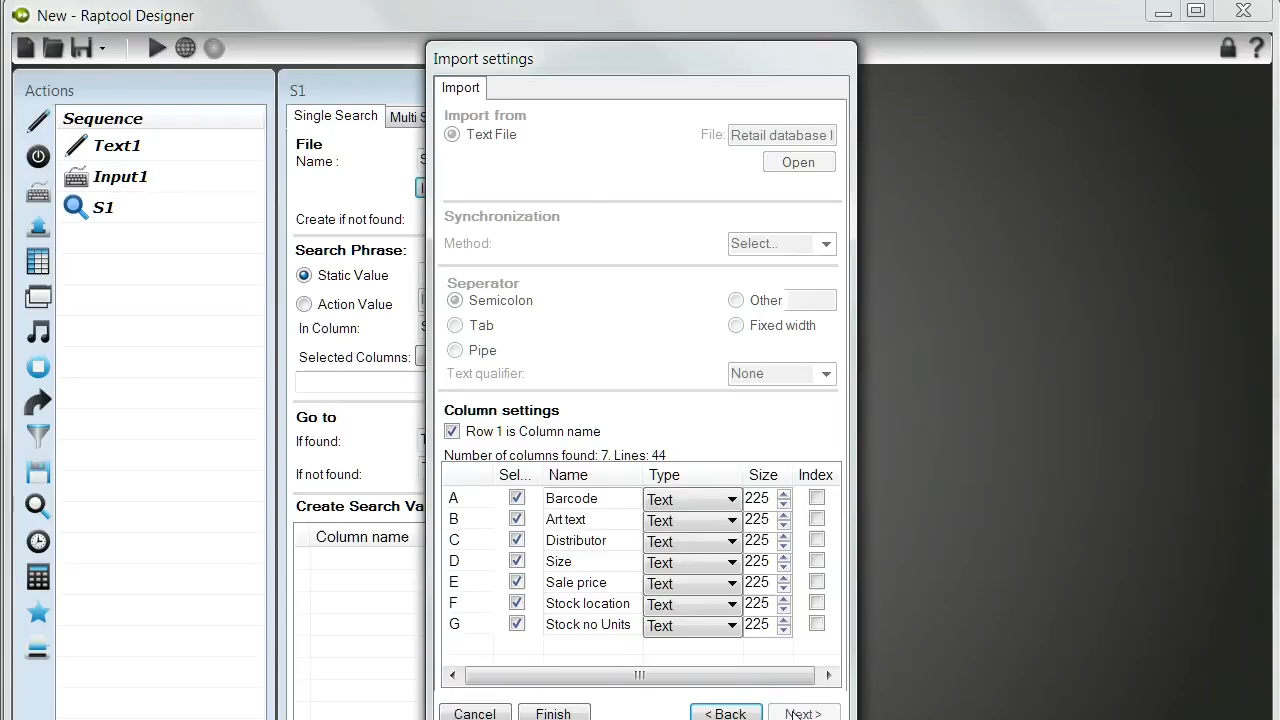 New - Raptool Designer
Actions
Sequence
Text1
Input1
S1
S1
Single Search
Multi S
File
Name :
Create if not found:
Search Phrase:
Static Value
Action Value
In Column:
Selected Columns:
Go to
If found:
If not found:
Create Search Va
Column name
Import settings
Import
Import from
Text File
File: Retail database l
Open
Synchronization
Method: Select...
Seperator
Semicolon Other
Tab Fixed width
Pipe
Text qualifier: None
Column settings
Row 1 is Column name
Number of columns found: 7. Lines: 44
Sel... Name Type Size Index
A Barcode Text 225
B Art text Text 225
C Distributor Text 225
D Size Text 225
E Sale price Text 225
F Stock location Text 225
G Stock no Units Text 225
Cancel Finish < Back Next >